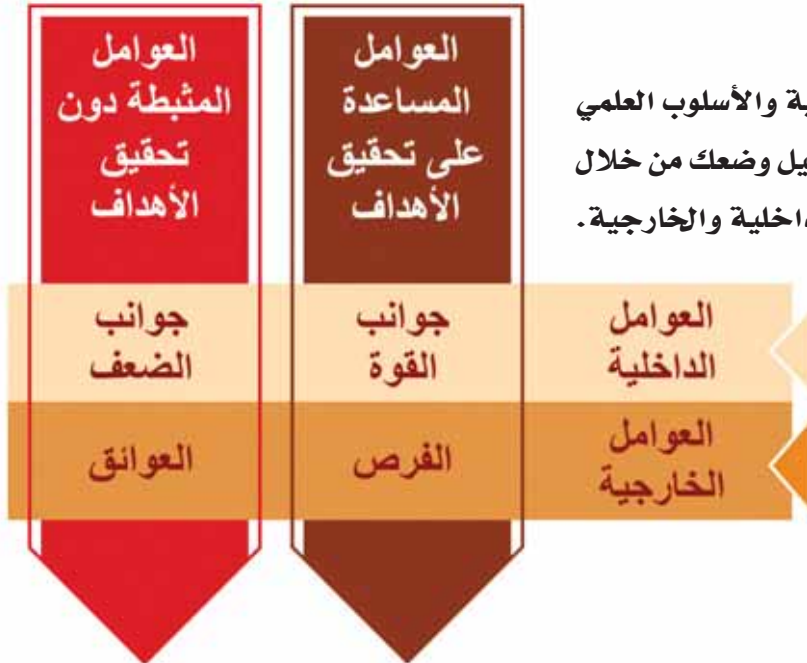 ية والأسلوب العلمي
يل وضعك من خلال
اخلية والخارجية.
العوامل
المساعدة
على تحقيق
الأهداف
العوامل
المثبطة دون
تحقيق
الأهداف
العوامل
الداخلية
جوانب
القوة
جوانب
الضعف
العوامل
الخارجية
الفرص
العوائق